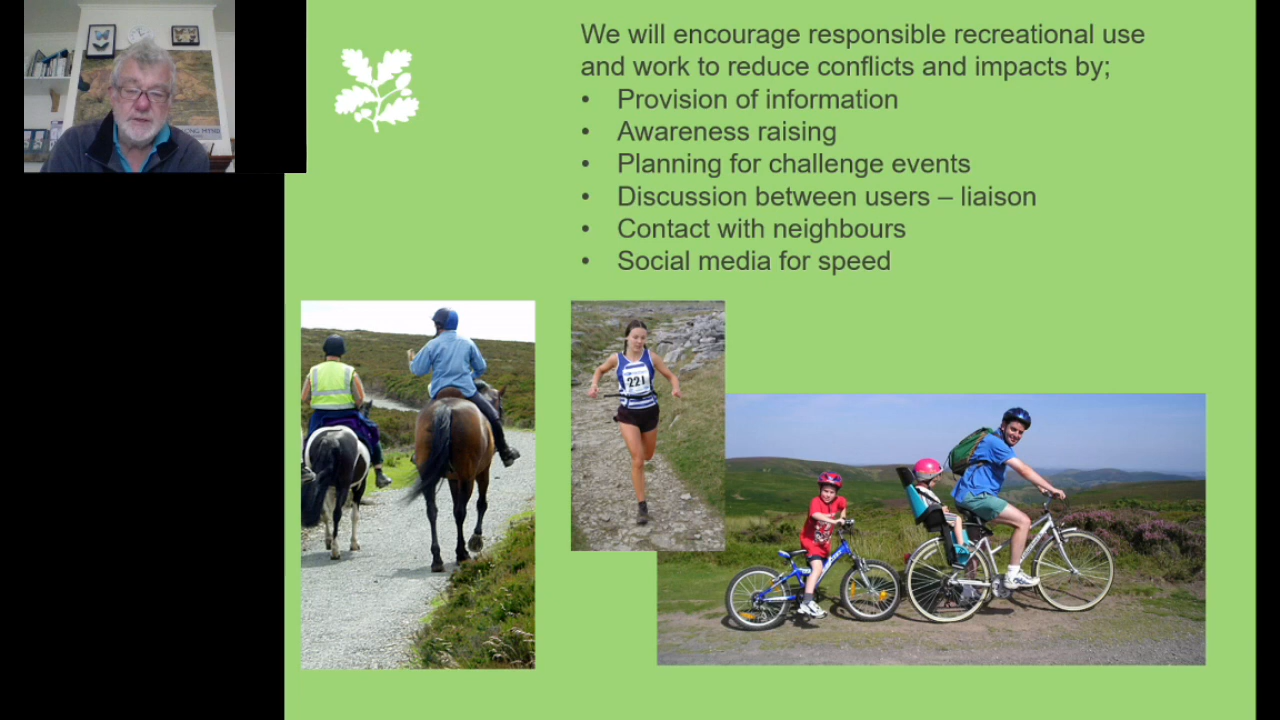 We will encourage responsible recreational use
and work to reduce conflicts and impacts by;
• Provision of information
• Awareness raising
• Planning for challenge events
• Discussion between users – liaison
• Contact with neighbours
• Social media for speed
221